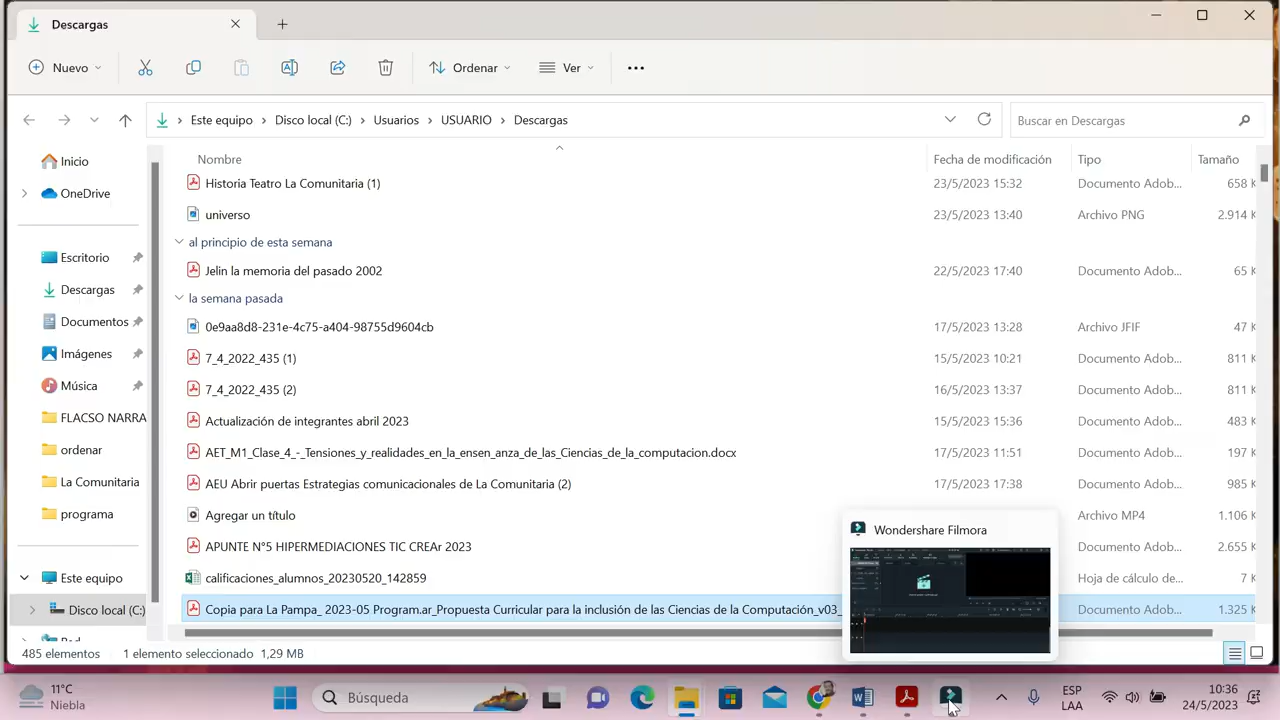 Descargas
Nuevo
Ordenar
Ver
Este equipo
Disco local (C:)
Usuarios
USUARIO
Descargas
Buscar en Descargas
Inicio
OneDrive
Escritorio
Descargas
Documentos
Imágenes
Música
FLACSO NARRA
ordenar
La Comunitaria
programa
Este equipo
Disco local (C:)
Nombre Fecha de modificación Tipo Tamaño
Historia Teatro La Comunitaria (1) 23/5/2023 15:32 Documento Adob... 658 K
universo 23/5/2023 13:40 Archivo PNG 2.914 K
al principio de esta semana
Jelin la memoria del pasado 2002 22/5/2023 17:40 Documento Adob... 65 K
la semana pasada
0e9aa8d8-231e-4c75-a404-98755d9604cb 17/5/2023 13:28 Archivo JFIF 47 K
7_4_2022_435 (1) 15/5/2023 10:21 Documento Adob... 811 K
7_4_2022_435 (2) 16/5/2023 13:37 Documento Adob... 811 K
Actualización de integrantes abril 2023 15/5/2023 15:36 Documento Adob... 483 K
AET_M1_Clase_4_-_Tensiones_y_realidades_en_la_ensen_anza_de_las_Ciencias_de_la_computacion.docx 17/5/2023 11:51 Documento Adob... 197 K
AEU Abrir puertas Estrategias comunicacionales de La Comunitaria (2) 17/5/2023 17:38 Documento Adob... 985 K
Agregar un título Archivo MP4 1.106 K
APUNTE N°5 HIPERMEDIACIONES TIC CREAr 2023 Documento Adob... 2.655 K
calificaciones_alumnos_20230520_142859 Hoja de cálculo de... 7 K
Copia para La Pampa_ 2023-05 Program.ar_Propuesta Curricular para la inclusión de las Ciencias de la Computación_v03_ Documento Adob... 1.325
Wondershare Filmora
485 elementos 1 elemento seleccionado 1,29 MB
11°C
Niebla
Búsqueda
ESP
LAA
10:36
24/5/2023